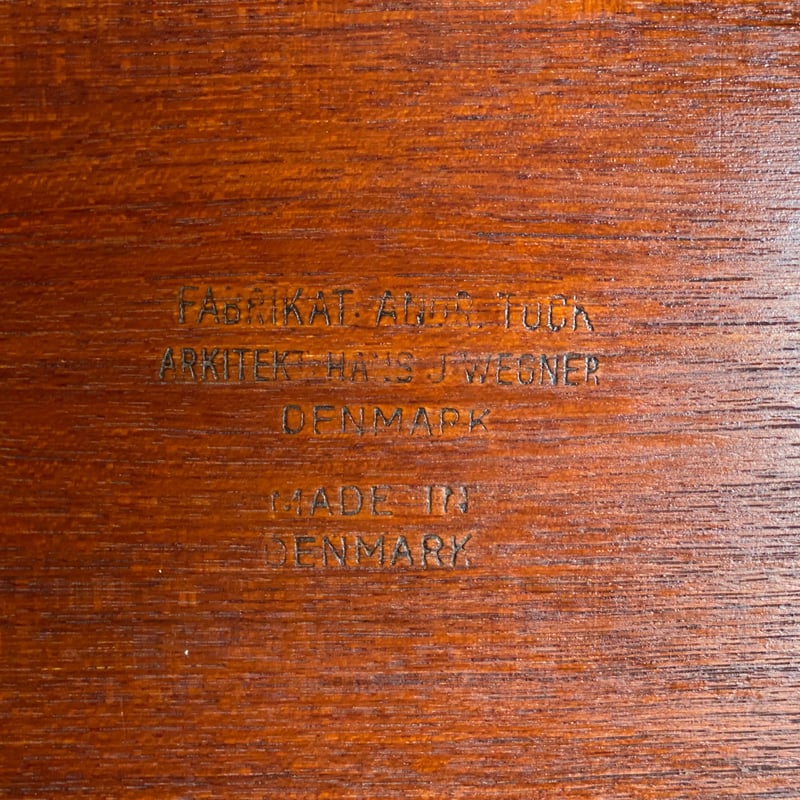 FABRIKAT: ANDR. TUCK
ARKITEKT HANS J WEGNER
DENMARK
MADE IN
DENMARK